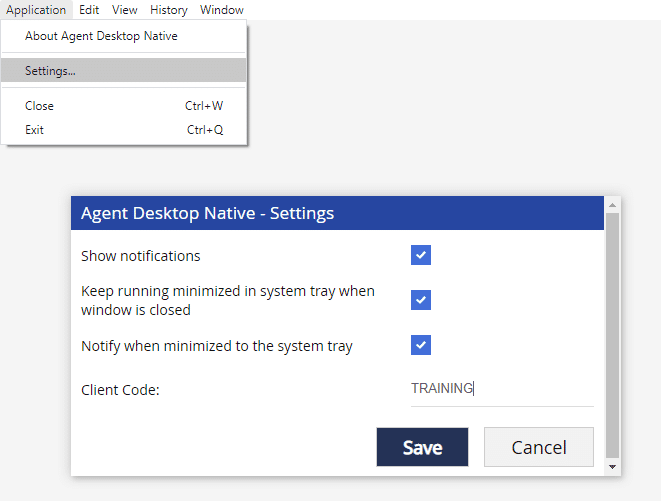 Application Edit View History Window
About Agent Desktop Native
Settings...
Close Ctrl+W
Exit Ctrl+Q
Agent Desktop Native - Settings
Show notifications
Keep running minimized in system tray when
window is closed
Notify when minimized to the system tray
Client Code: TRAINING
Save Cancel